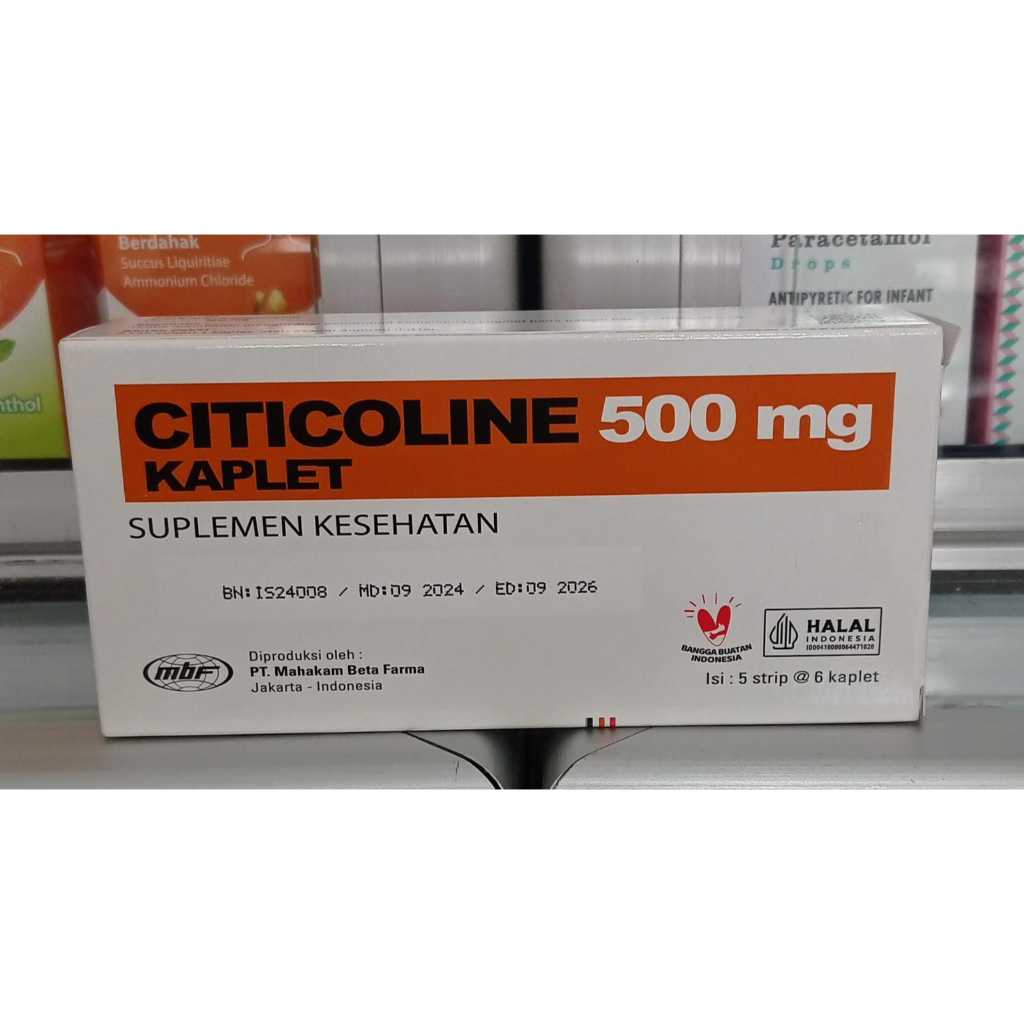 Berdahak
Succus Liquiritiae
Ammonium Chloride
Paracetamol
Drops
ANTIPYRETIC FOR INFANT
CITICOLINE 500 mg
KAPLET
SUPLEMEN KESEHATAN
BN:IS24008 / MD:09 2024 / ED:09 2026
BANGGA BUATAN
INDONESIA
HALAL
INDONESIA
mbf
Diproduksi oleh :
PT. Mahakam Beta Farma
Jakarta - Indonesia
Isi : 5 strip @ 6 kaplet